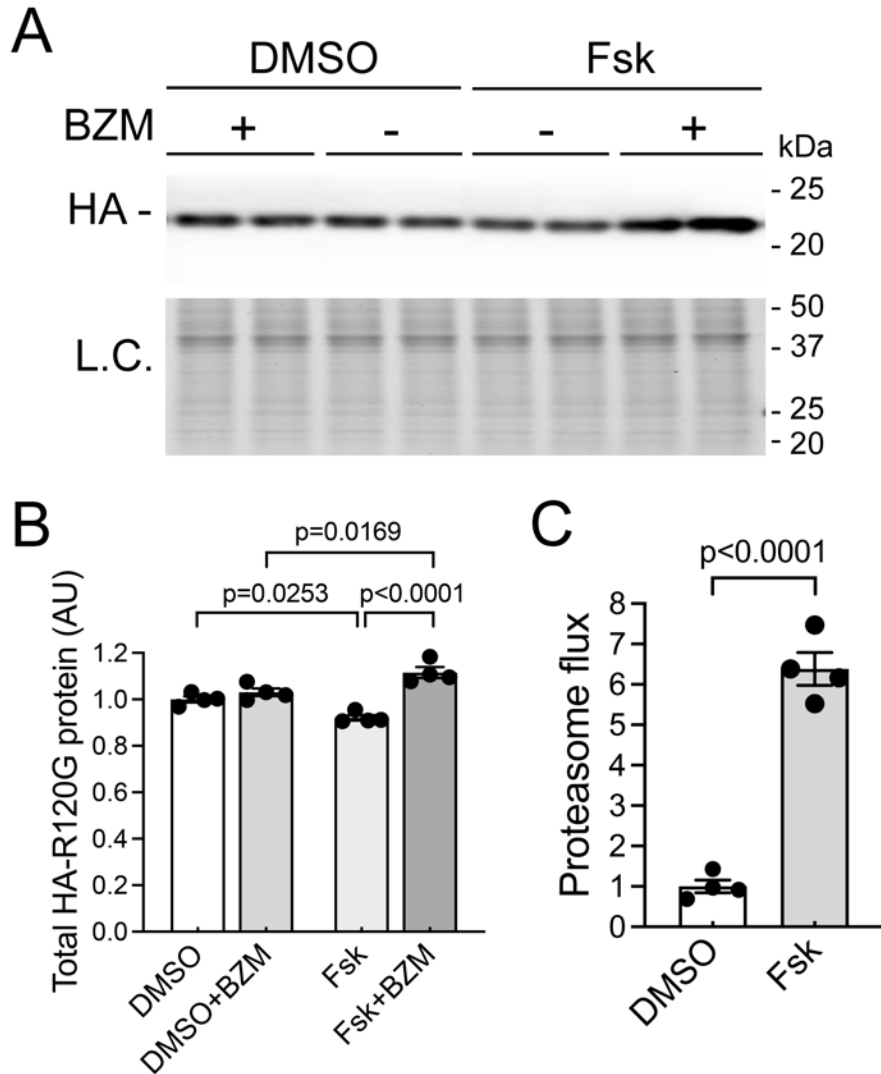 A
DMSO Fsk
BZM + - - + kDa
HA - - 25
- 20
L.C. - 50
- 37
- 25
- 20
B
p=0.0169
p=0.0253 p<0.0001
Total HA-R120G protein (AU)
1.2
1.0
0.8
0.6
0.4
0.2
0.0
DMSO
DMSO+BZM
Fsk
Fsk+BZM
C
p<0.0001
Proteasome flux
8
7
6
5
4
3
2
1
0
DMSO
Fsk